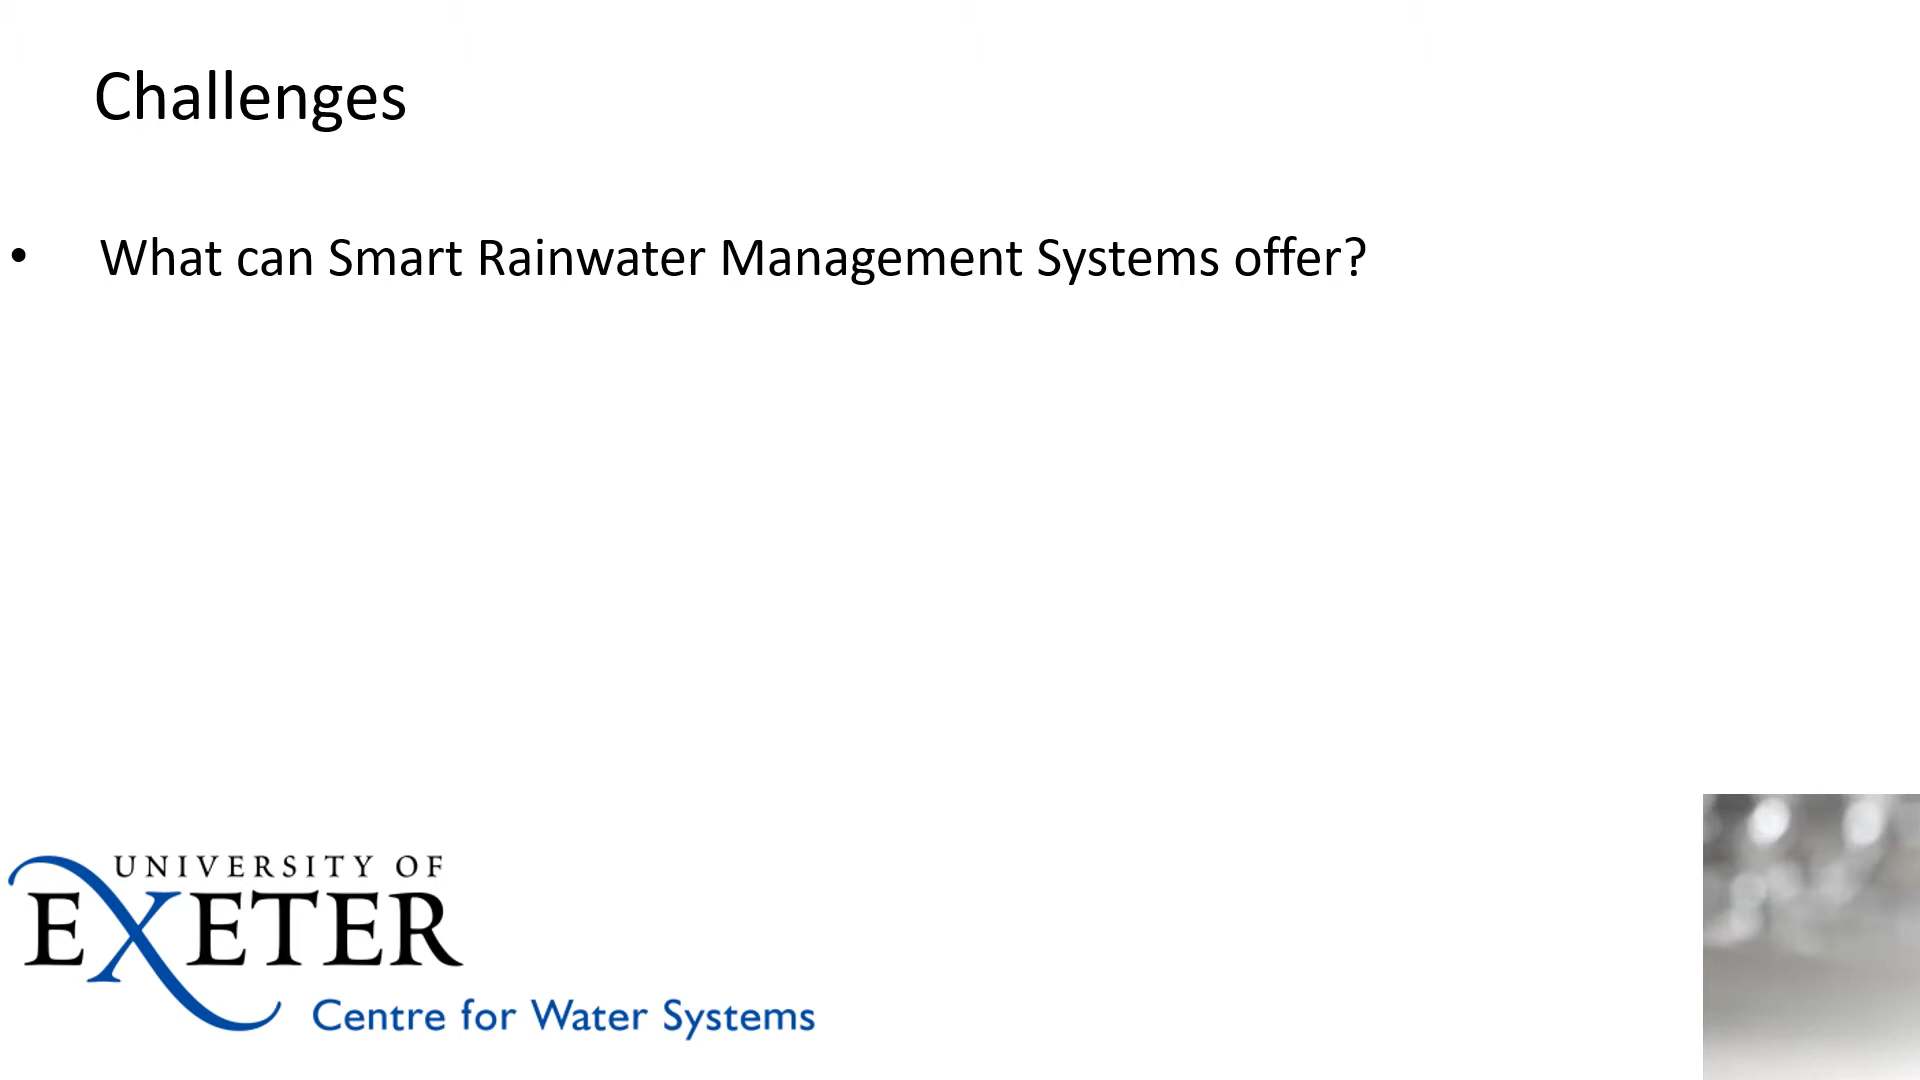 Challenges
• What can Smart Rainwater Management Systems offer?
UNIVERSITY OF
EXETER
Centre for Water Systems